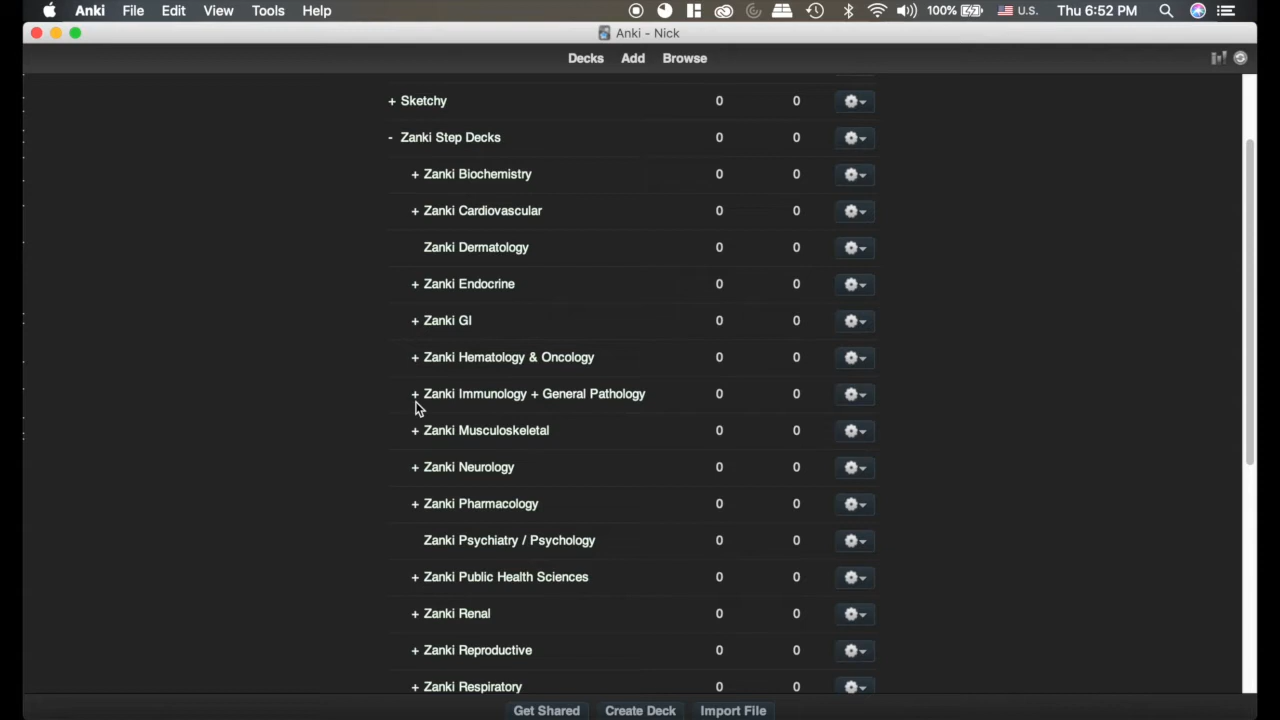 Anki File Edit View Tools Help 100% U.S. Thu 6:52 PM
Anki - Nick
Decks Add Browse
+ Sketchy 0 0
- Zanki Step Decks 0 0
+ Zanki Biochemistry 0 0
+ Zanki Cardiovascular 0 0
Zanki Dermatology 0 0
+ Zanki Endocrine 0 0
+ Zanki GI 0 0
+ Zanki Hematology & Oncology 0 0
+ Zanki Immunology + General Pathology 0 0
+ Zanki Musculoskeletal 0 0
+ Zanki Neurology 0 0
+ Zanki Pharmacology 0 0
Zanki Psychiatry / Psychology 0 0
+ Zanki Public Health Sciences 0 0
+ Zanki Renal 0 0
+ Zanki Reproductive 0 0
+ Zanki Respiratory 0 0
Get Shared Create Deck Import File